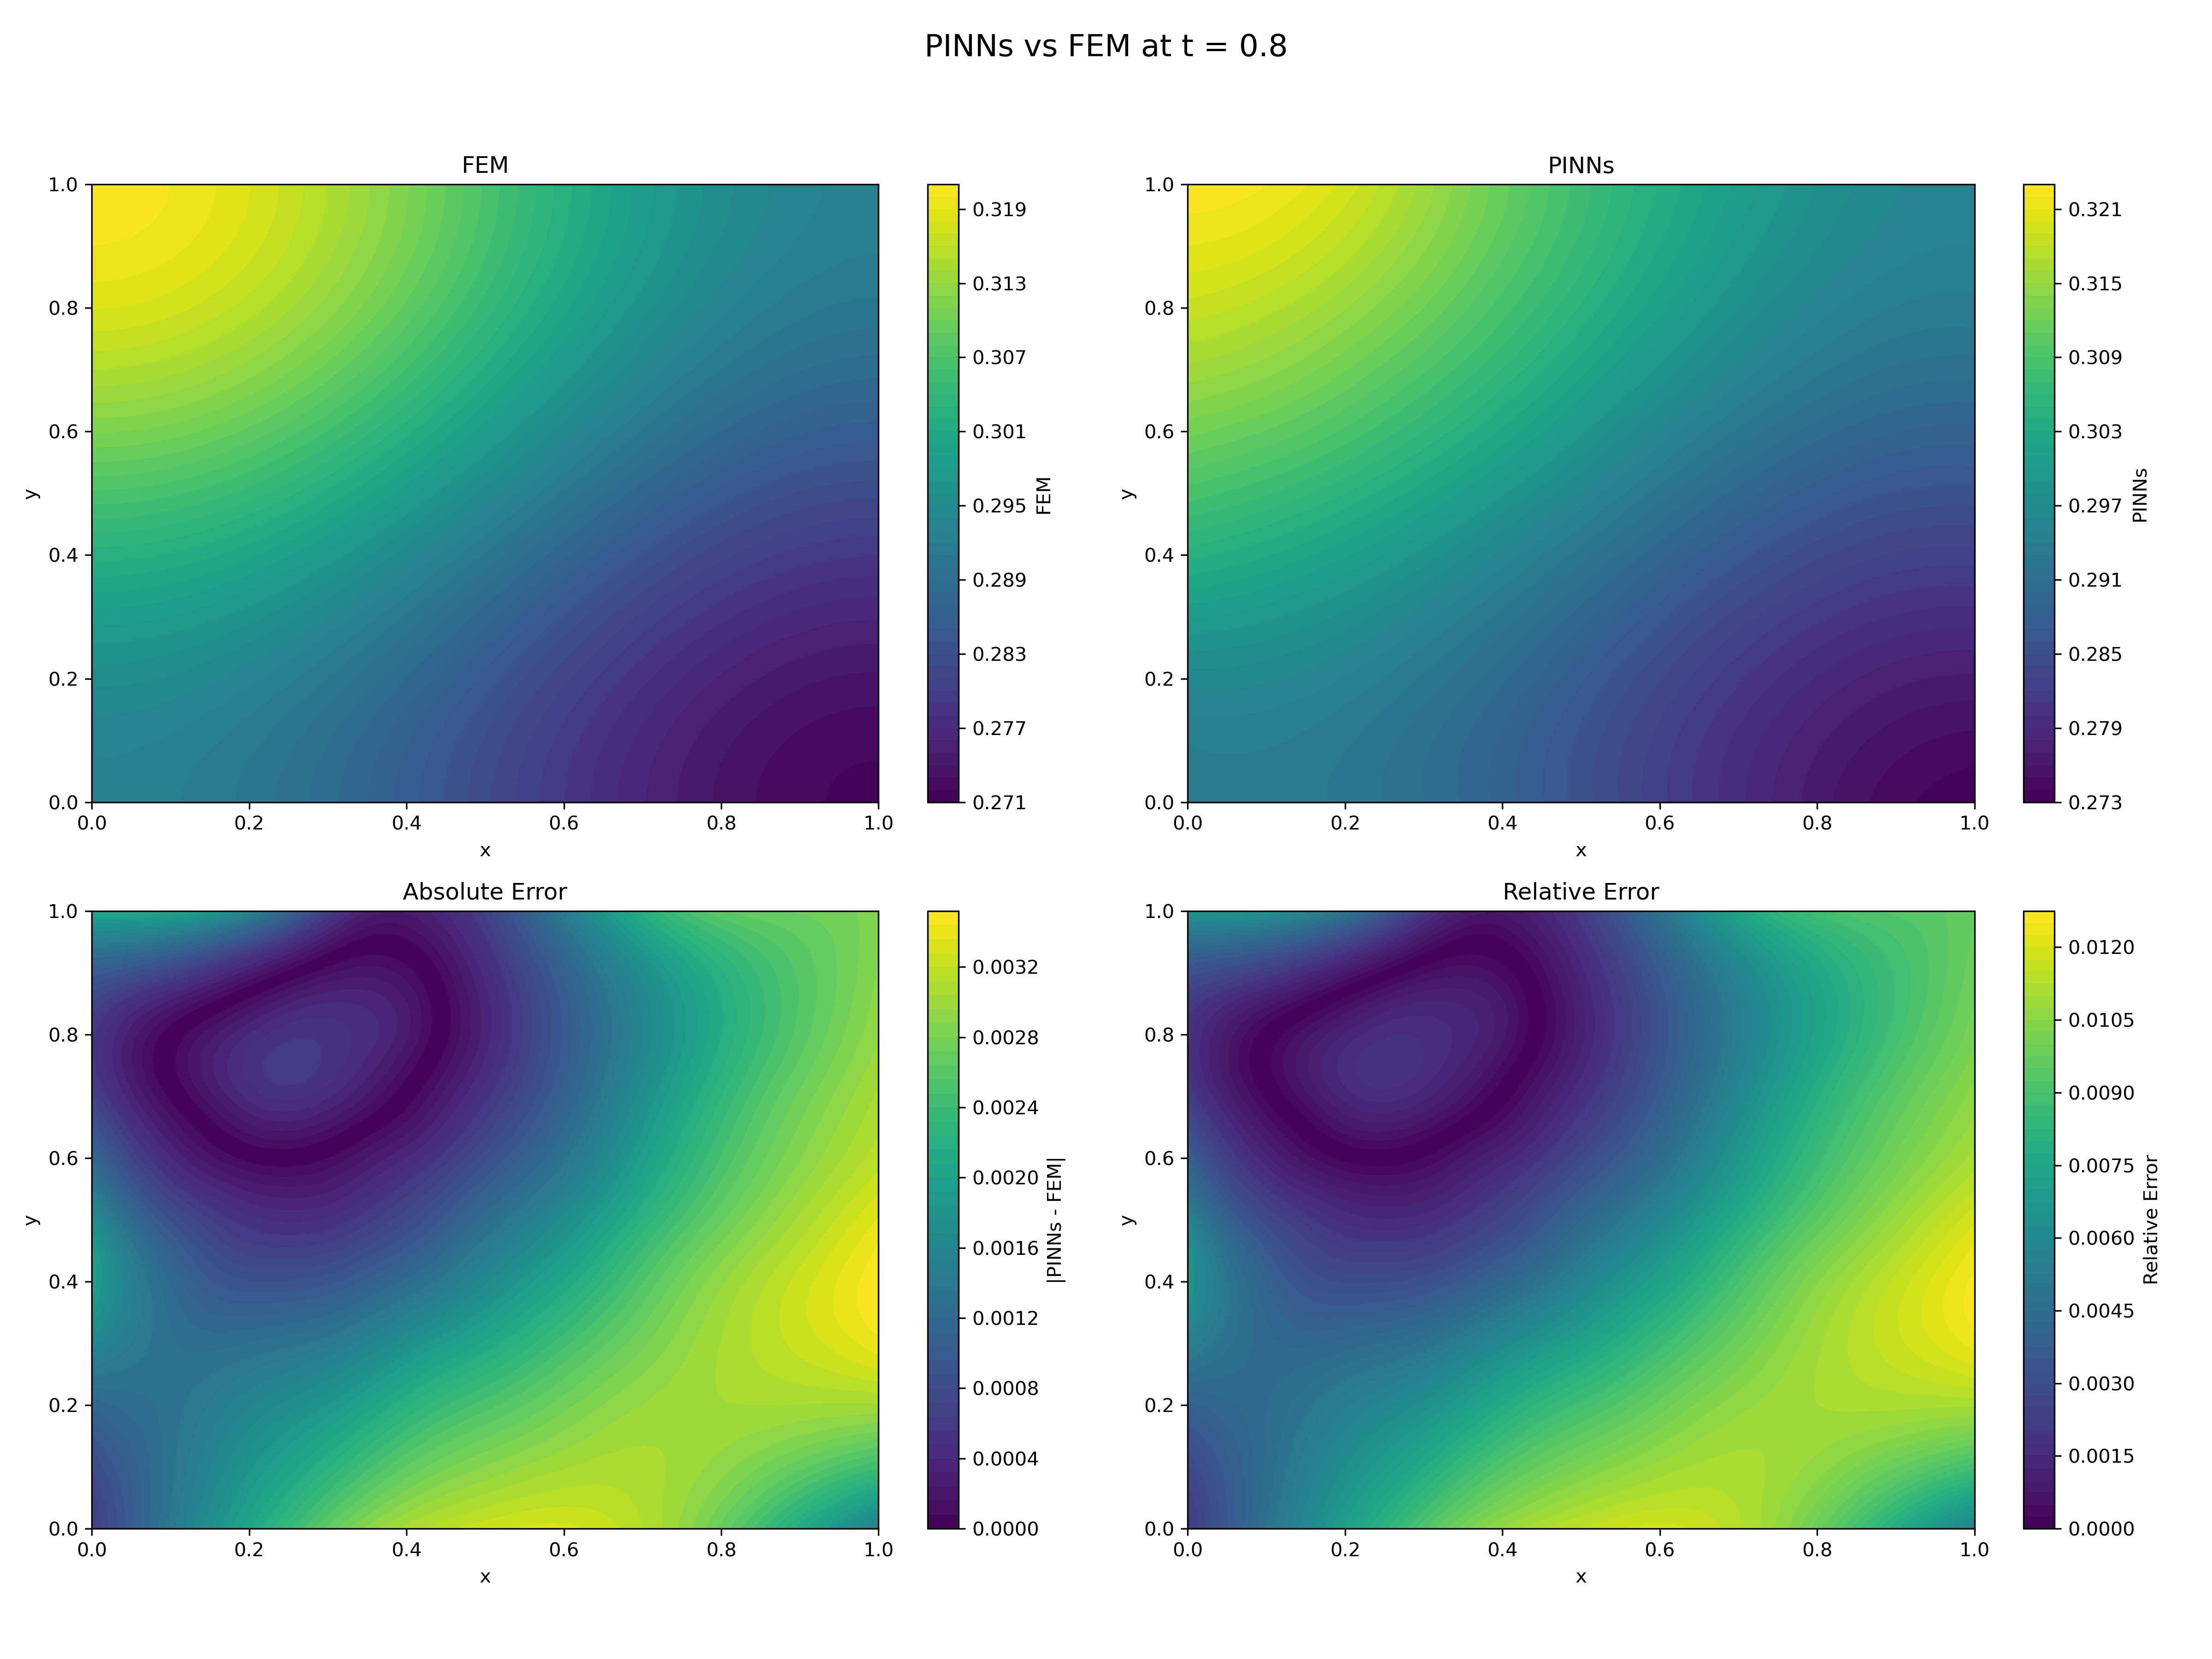 PINNs vs FEM at t = 0.8
FEM
1.0
0.8
0.6
0.4
0.2
0.0
y
0.0 0.2 0.4 0.6 0.8 1.0
x
0.319
0.313
0.307
0.301
0.295
0.289
0.283
0.277
0.271
FEM
PINNs
1.0
0.8
0.6
0.4
0.2
0.0
y
0.0 0.2 0.4 0.6 0.8 1.0
x
0.321
0.315
0.309
0.303
0.297
0.291
0.285
0.279
0.273
PINNs
Absolute Error
1.0
0.8
0.6
0.4
0.2
0.0
y
0.0 0.2 0.4 0.6 0.8 1.0
x
0.0032
0.0028
0.0024
0.0020
0.0016
0.0012
0.0008
0.0004
0.0000
|PINNs - FEM|
Relative Error
1.0
0.8
0.6
0.4
0.2
0.0
y
0.0 0.2 0.4 0.6 0.8 1.0
x
0.0120
0.0105
0.0090
0.0075
0.0060
0.0045
0.0030
0.0015
0.0000
Relative Error